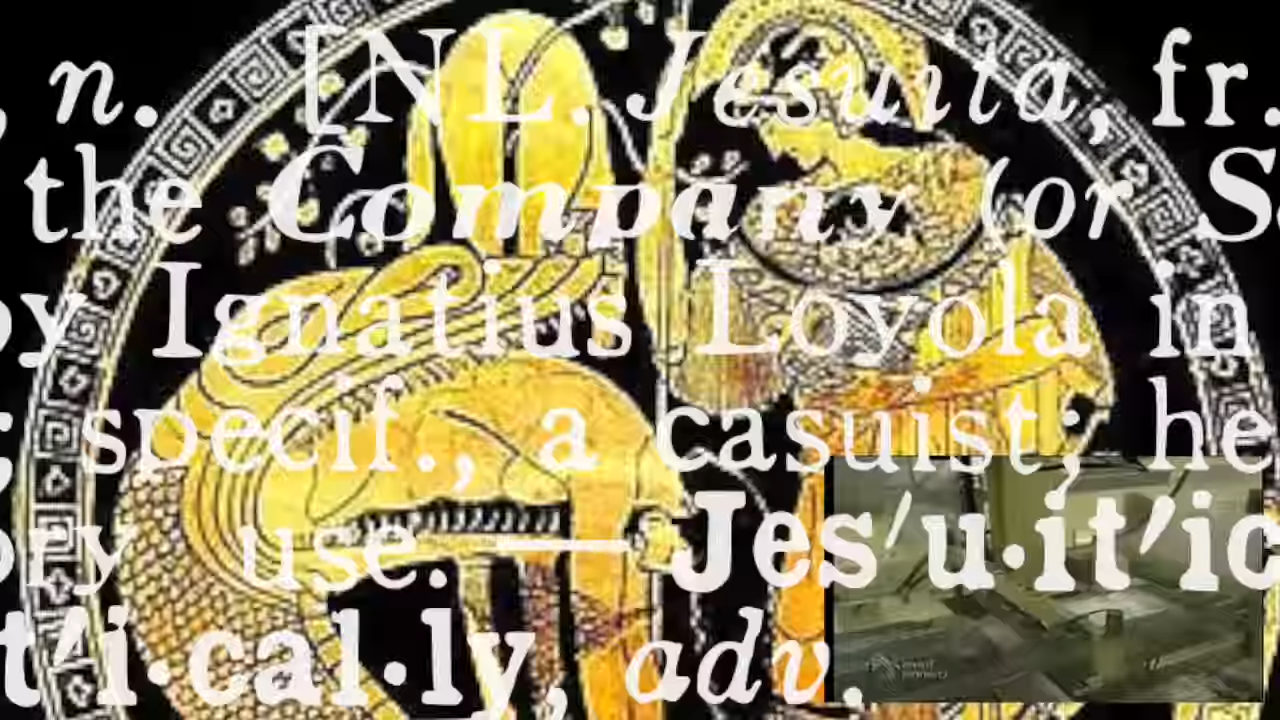 , n. [NL. Jesuita, fr.
the Company (or S
by Ignatius Loyola in
; specif., a casuist; he
ory use. Jes′u·it′ic
t′i·cal·ly, adv.